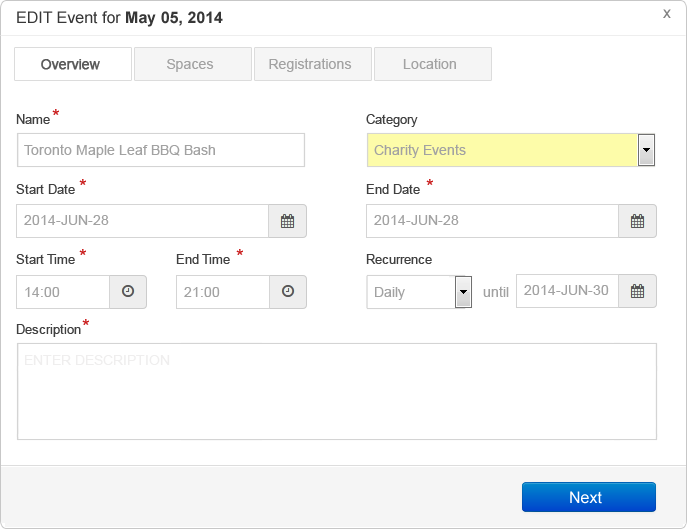 EDIT Event for May 05, 2014 x
Overview Spaces Registrations Location
Name * Category
Toronto Maple Leaf BBQ Bash Charity Events
Start Date * End Date *
2014-JUN-28 2014-JUN-28
Start Time * End Time * Recurrence
14:00 21:00 Daily until 2014-JUN-30
Description*
ENTER DESCRIPTION
Next